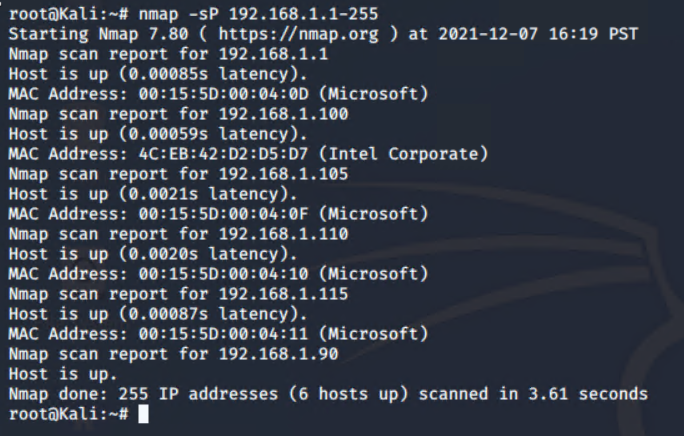 root@Kali:~# nmap -sP 192.168.1.1-255
Starting Nmap 7.80 ( https://nmap.org ) at 2021-12-07 16:19 PST
Nmap scan report for 192.168.1.1
Host is up (0.00085s latency).
MAC Address: 00:15:5D:00:04:0D (Microsoft)
Nmap scan report for 192.168.1.100
Host is up (0.00059s latency).
MAC Address: 4C:EB:42:D2:D5:D7 (Intel Corporate)
Nmap scan report for 192.168.1.105
Host is up (0.0021s latency).
MAC Address: 00:15:5D:00:04:0F (Microsoft)
Nmap scan report for 192.168.1.110
Host is up (0.0020s latency).
MAC Address: 00:15:5D:00:04:10 (Microsoft)
Nmap scan report for 192.168.1.115
Host is up (0.00087s latency).
MAC Address: 00:15:5D:00:04:11 (Microsoft)
Nmap scan report for 192.168.1.90
Host is up.
Nmap done: 255 IP addresses (6 hosts up) scanned in 3.61 seconds
root@Kali:~#